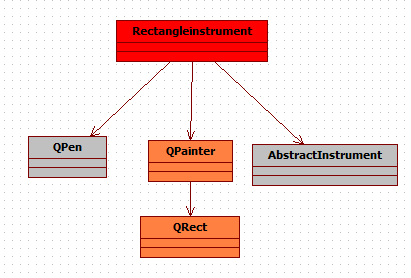 Rectangleinstrument
QPen
QPainter
AbstractInstrument
QRect